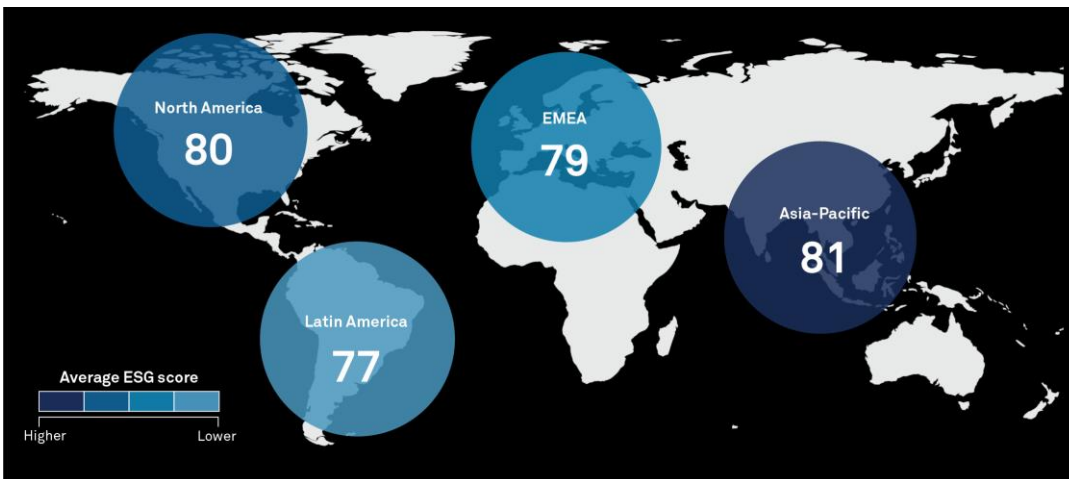 North America
80
EMEA
79
Asia-Pacific
81
Latin America
77
Average ESG score
Higher
Lower